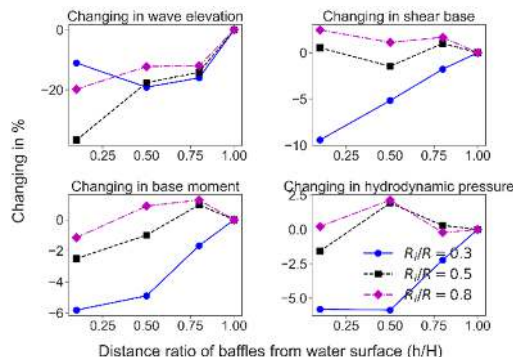 Changing in wave elevation
Changing in shear base
0
−20
0
−5
−10
0.25 0.50 0.75 1.00
0.25 0.50 0.75 1.00
Changing in %
Changing in base moment
Changing in hydrodynamic pressure
0
−2
−4
−6
2.5
0.0
−2.5
−5.0
R_i/R = 0.3
R_i/R = 0.5
R_i/R = 0.8
0.25 0.50 0.75 1.00
0.25 0.50 0.75 1.00
Distance ratio of baffles from water surface (h/H)